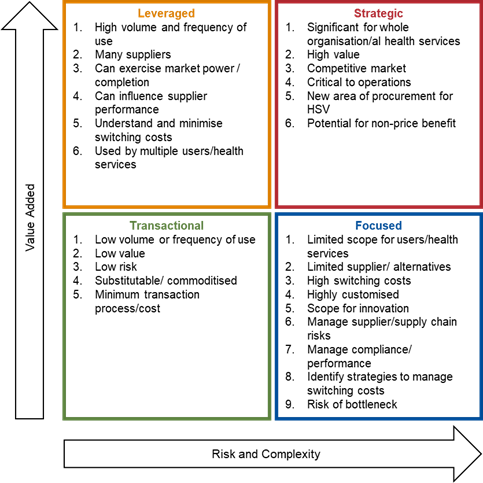 Leveraged
1. High volume and frequency of
use
2. Many suppliers
3. Can exercise market power /
completion
4. Can influence supplier
performance
5. Understand and minimise
switching costs
6. Used by multiple users/health
services
Strategic
1. Significant for whole
organisation/al health services
2. High value
3. Competitive market
4. Critical to operations
5. New area of procurement for
HSV
6. Potential for non-price benefit
Transactional
1. Low volume or frequency of use
2. Low value
3. Low risk
4. Substitutable/ commoditised
5. Minimum transaction
process/cost
Focused
1. Limited scope for users/health
services
2. Limited supplier/ alternatives
3. High switching costs
4. Highly customised
5. Scope for innovation
6. Manage supplier/supply chain
risks
7. Manage compliance/
performance
8. Identify strategies to manage
switching costs
9. Risk of bottleneck
Value Added
Risk and Complexity